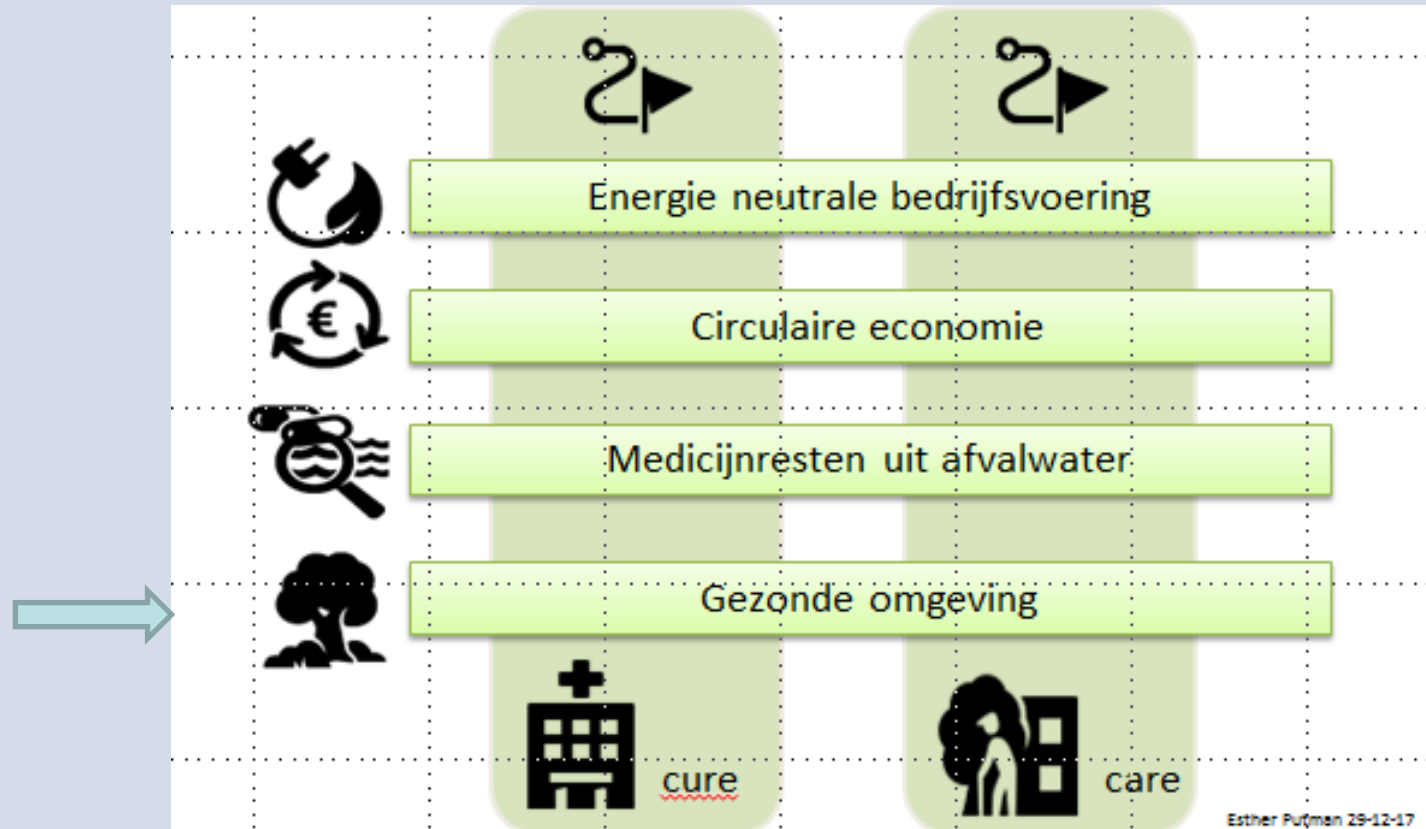 Energie neutrale bedrijfsvoering
€
Circulaire economie
Medicijnresten uit afvalwater
Gezonde omgeving
cure
care
Esther Putman 29-12-17